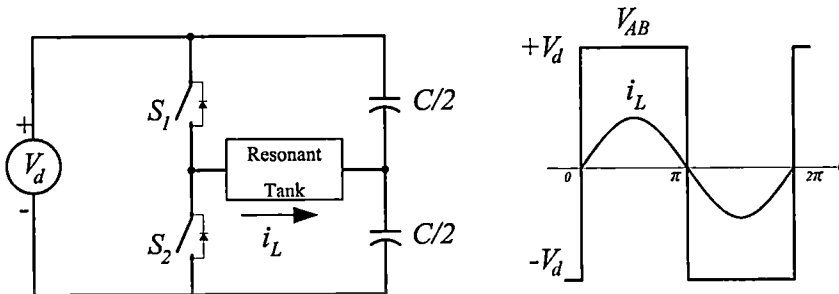 +
V_d
-
S_1
S_2
Resonant
Tank
i_L
C/2
C/2
V_AB
+V_d
i_L
0
π
2π
-V_d